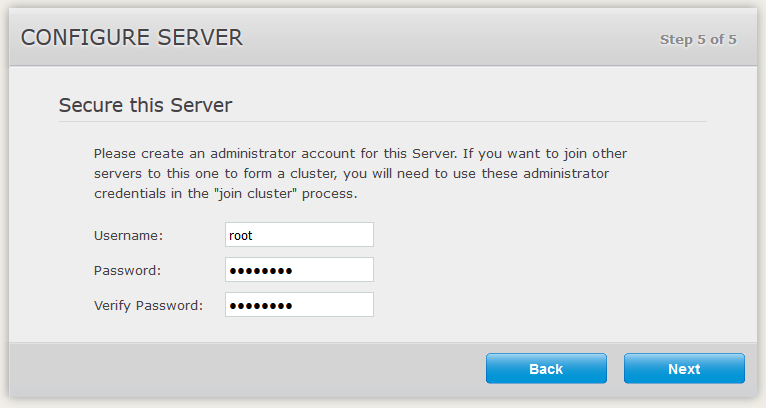 CONFIGURE SERVER
Step 5 of 5
Secure this Server
Please create an administrator account for this Server. If you want to join other
servers to this one to form a cluster, you will need to use these administrator
credentials in the "join cluster" process.
Username: root
Password: ●●●●●●●●
Verify Password: ●●●●●●●●
Back Next